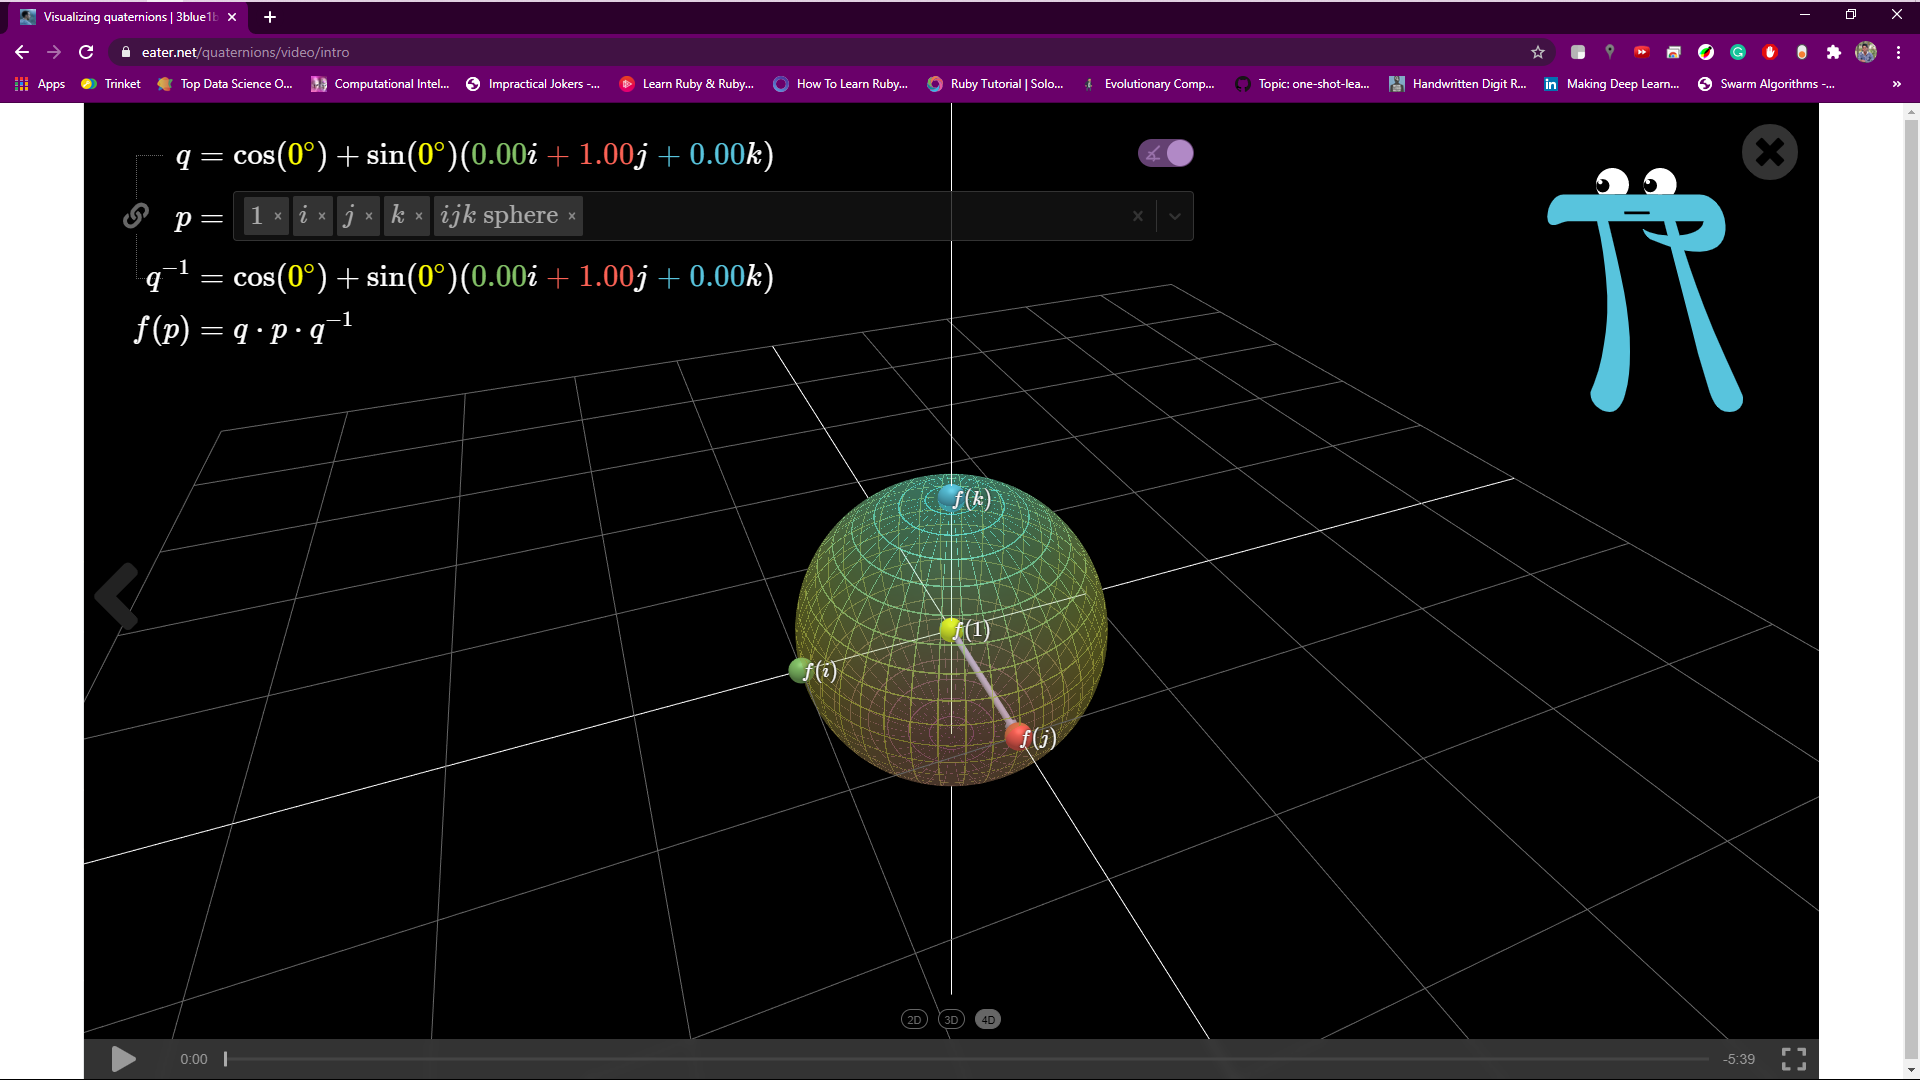 Visualizing quaternions | 3blue1b
eater.net/quaternions/video/intro
Apps Trinket Top Data Science O... Computational Intel... Impractical Jokers -... Learn Ruby & Ruby... How To Learn Ruby... Ruby Tutorial | Solo... Evolutionary Comp... Topic: one-shot-lea... Handwritten Digit R... Making Deep Learn... Swarm Algorithms -... »
q = cos(0°) + sin(0°)(0.00i + 1.00j + 0.00k)
p = 1 × i × j × k × ijk sphere ×
q⁻¹ = cos(0°) + sin(0°)(0.00i + 1.00j + 0.00k)
f(p) = q · p · q⁻¹
f(k)
f(1)
f(i)
f(j)
2D 3D 4D
0:00 -5:39